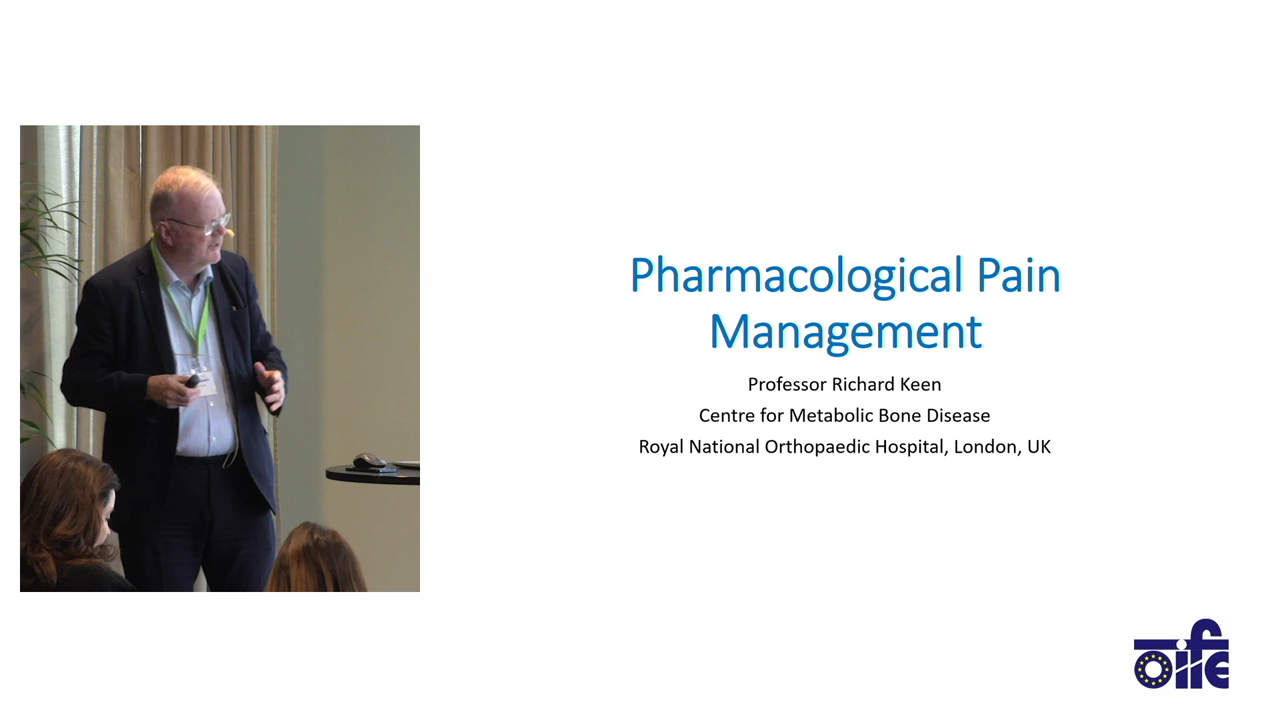 Pharmacological Pain
Management
Professor Richard Keen
Centre for Metabolic Bone Disease
Royal National Orthopaedic Hospital, London, UK
oife